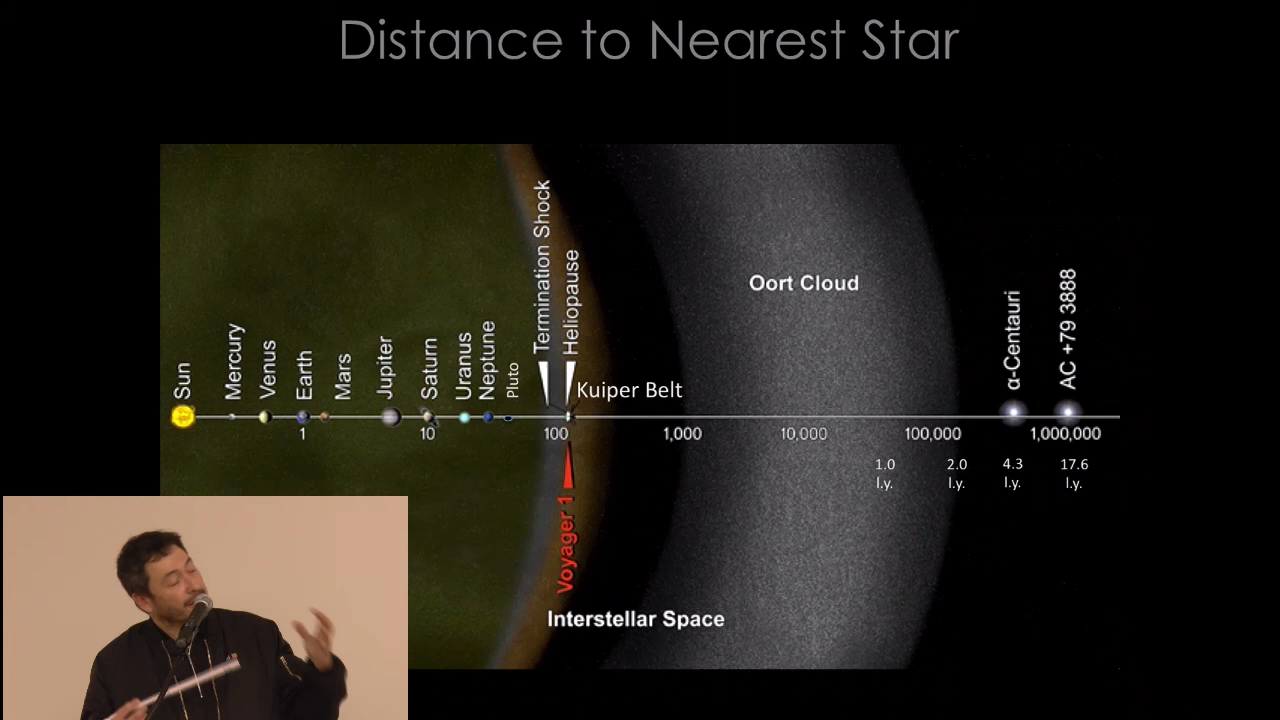 Distance to Nearest Star
Sun
Mercury
Venus
Earth
Mars
Jupiter
Saturn
Uranus
Neptune
Pluto
Termination Shock
Heliopause
Kuiper Belt
Oort Cloud
α-Centauri
AC +79 3888
1
10
100
1,000
10,000
100,000
1,000,000
1.0
l.y.
2.0
l.y.
4.3
l.y.
17.6
l.y.
Voyager 1
Interstellar Space